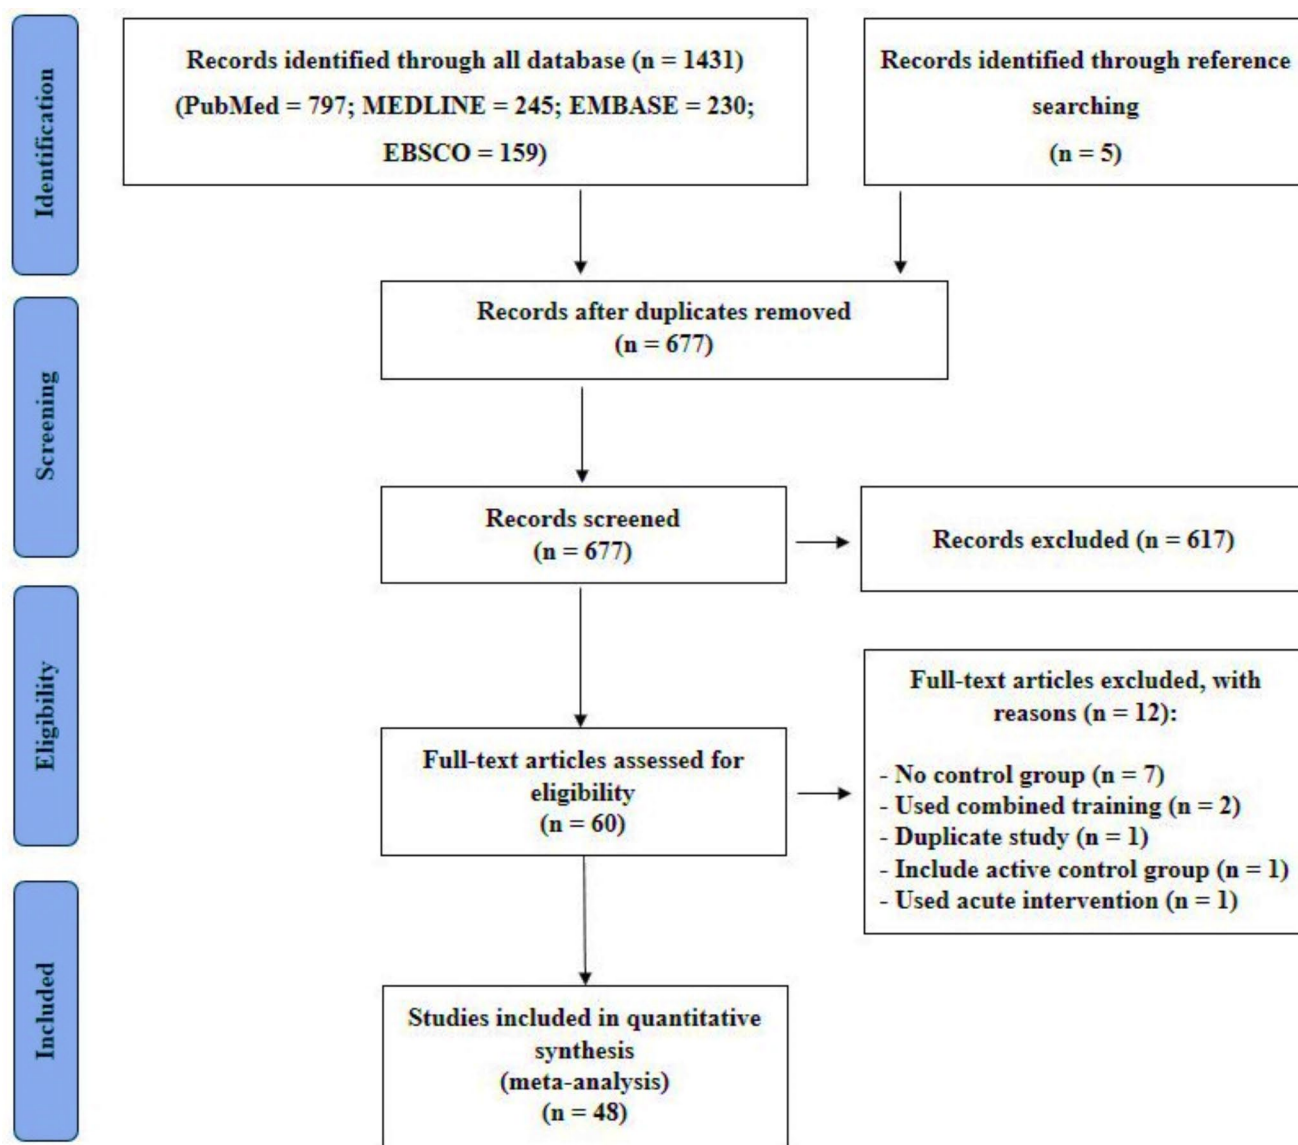 Identification
Records identified through all database (n = 1431)
(PubMed = 797; MEDLINE = 245; EMBASE = 230;
EBSCO = 159)
Records identified through reference
searching
(n = 5)
Screening
Records after duplicates removed
(n = 677)
Records screened
(n = 677)
Records excluded (n = 617)
Eligibility
Full-text articles assessed for
eligibility
(n = 60)
Full-text articles excluded, with
reasons (n = 12):
- No control group (n = 7)
- Used combined training (n = 2)
- Duplicate study (n = 1)
- Include active control group (n = 1)
- Used acute intervention (n = 1)
Included
Studies included in quantitative
synthesis
(meta-analysis)
(n = 48)